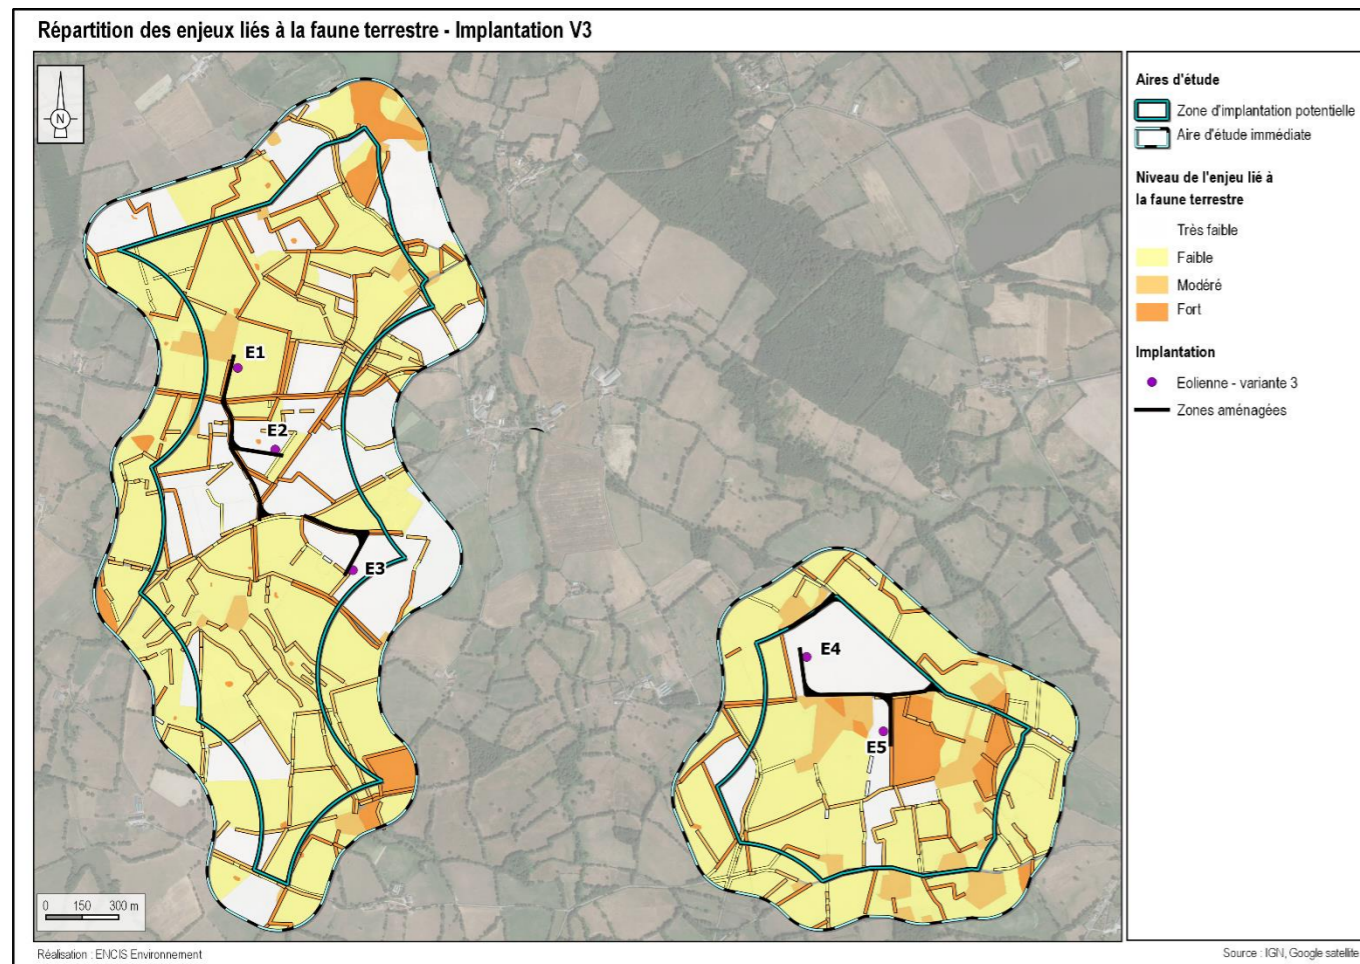 Répartition des enjeux liés à la faune terrestre - Implantation V3
N
E1
E2
E3
E4
E5
0 150 300 m
Aires d'étude
Zone d'implantation potentielle
Aire d'étude immédiate
Niveau de l'enjeu lié à
la faune terrestre
Très faible
Faible
Modéré
Fort
Implantation
Eolienne - variante 3
Zones aménagées
Réalisation : ENCIS Environnement
Source : IGN, Google satellite